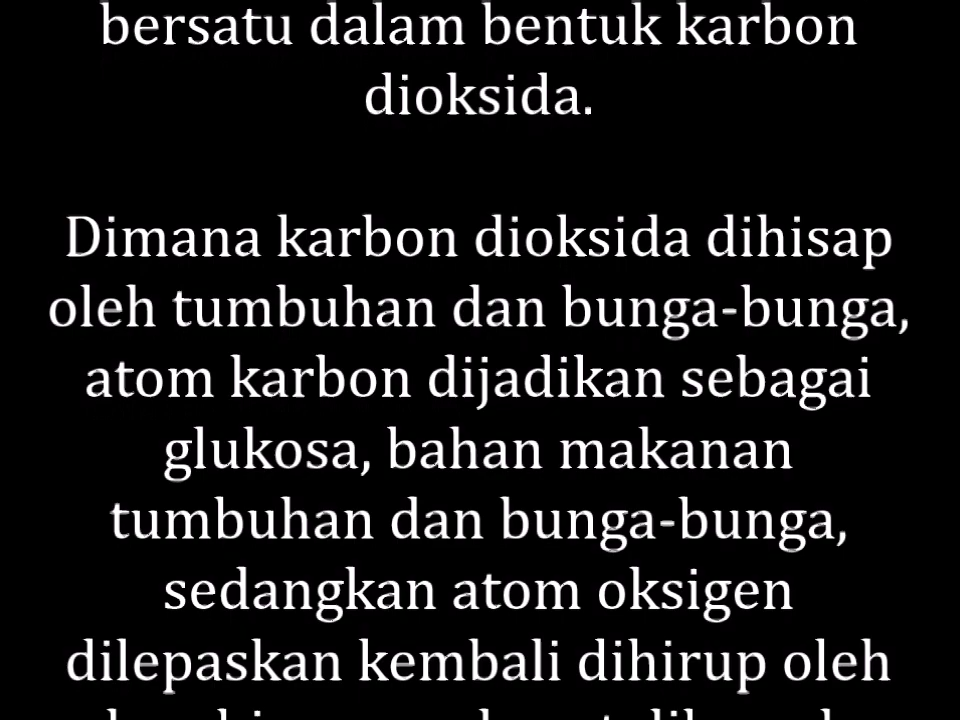 bersatu dalam bentuk karbon
dioksida.
Dimana karbon dioksida dihisap
oleh tumbuhan dan bunga-bunga,
atom karbon dijadikan sebagai
glukosa, bahan makanan
tumbuhan dan bunga-bunga,
sedangkan atom oksigen
dilepaskan kembali dihirup oleh